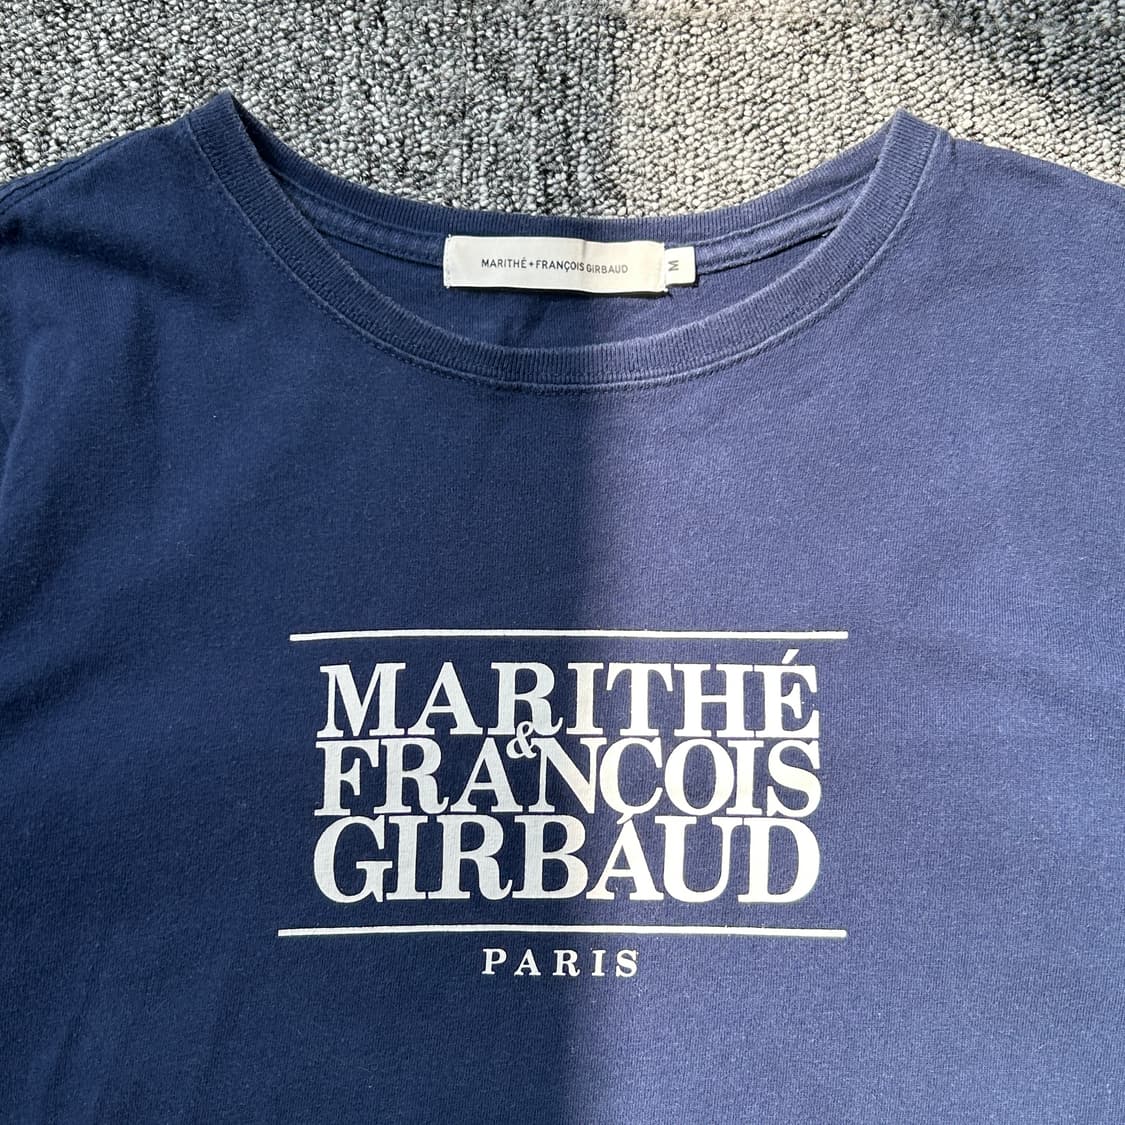 MARITHÉ+FRANÇOIS GIRBAUD
M
MARITHÉ
&
FRANÇOIS
GIRBAUD
PARIS